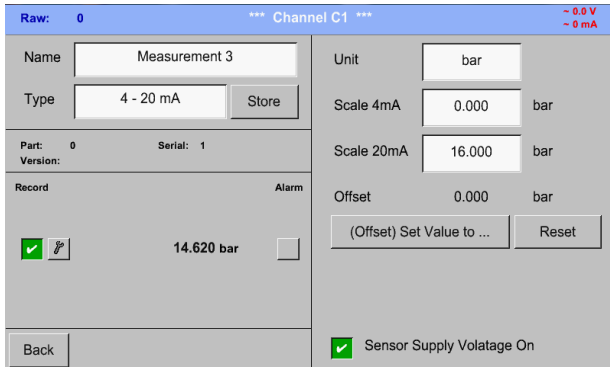 Raw: 0 *** Channel C1 *** ~ 0.0 V
~ 0 mA
Name Measurement 3
Type 4 - 20 mA Store
Part: 0 Serial: 1
Version:
Record Alarm
14.620 bar
Back
Unit bar
Scale 4mA 0.000 bar
Scale 20mA 16.000 bar
Offset 0.000 bar
(Offset) Set Value to ... Reset
Sensor Supply Volatage On